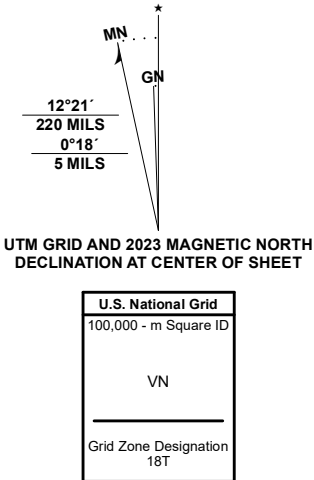 ★
MN
GN
12°21´
220 MILS
0°18´
5 MILS
UTM GRID AND 2023 MAGNETIC NORTH
DECLINATION AT CENTER OF SHEET
U.S. National Grid
100,000 - m Square ID
VN
Grid Zone Designation
18T